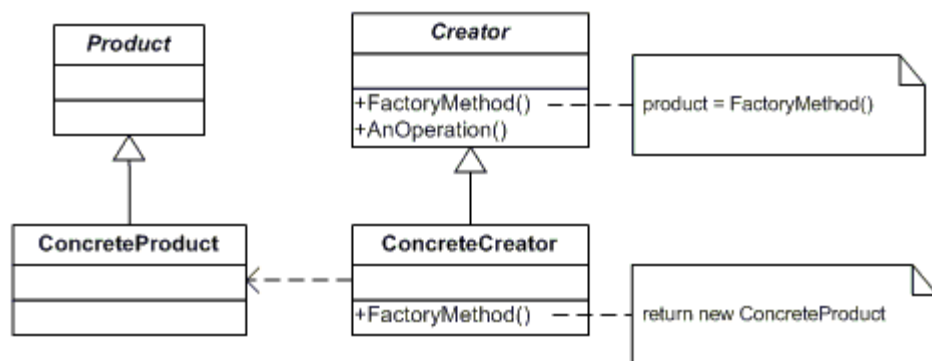 Product
Creator
+FactoryMethod()
+AnOperation()
product = FactoryMethod()
ConcreteProduct
ConcreteCreator
+FactoryMethod()
return new ConcreteProduct